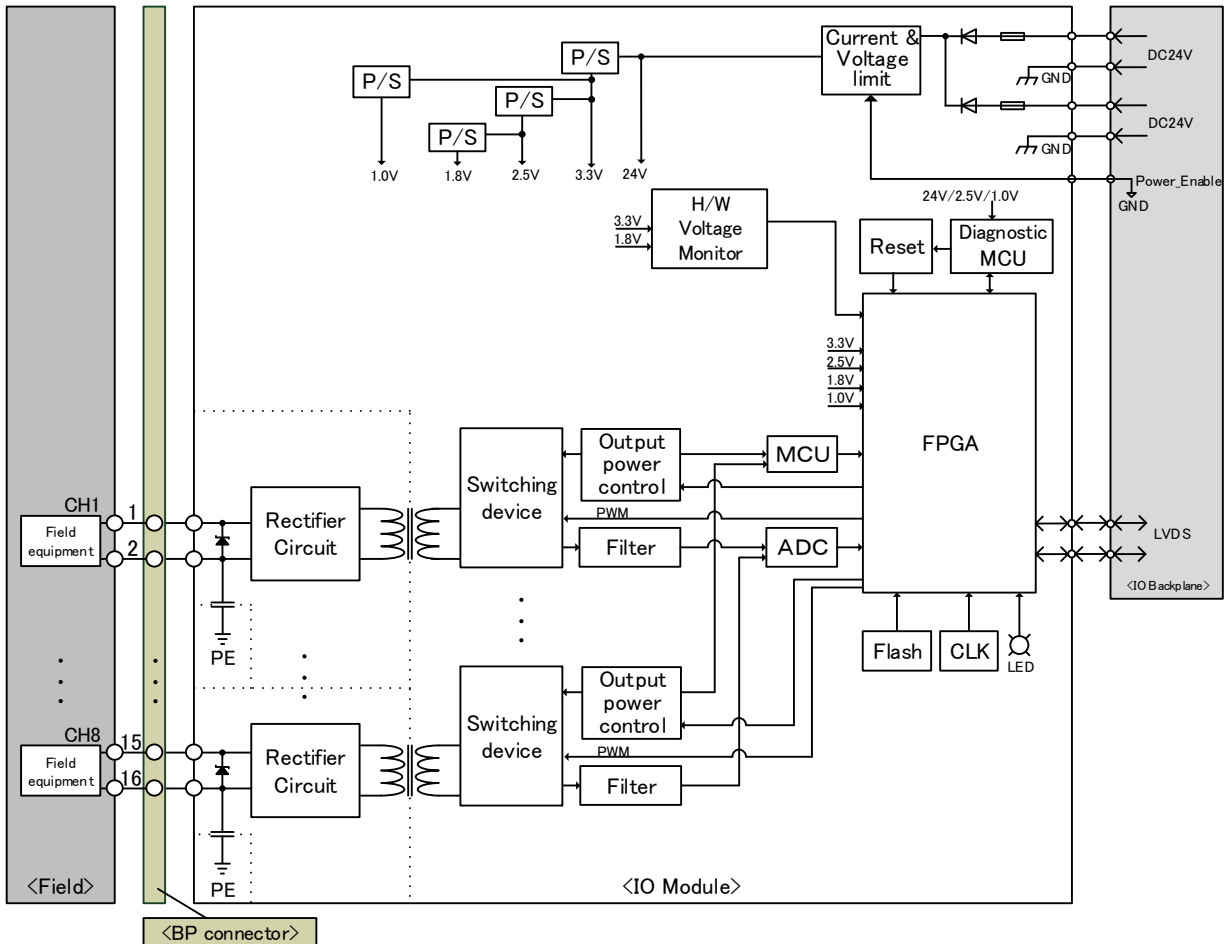 P/S
P/S
P/S
P/S
1.0V
1.8V
2.5V
3.3V
24V
Current &
Voltage
limit
GND
GND
DC24V
DC24V
Power_Enable
GND
3.3V
1.8V
H/W
Voltage
Monitor
24V/2.5V/1.0V
Reset
Diagnostic
MCU
3.3V
2.5V
1.8V
1.0V
FPGA
CH1
Field
equipment
1
2
Rectifier
Circuit
PE
Switching
device
Output
power
control
MCU
PWM
Filter
ADC
LVDS
<IO Backplane>
Flash
CLK
LED
CH8
Field
equipment
15
16
Rectifier
Circuit
PE
Switching
device
Output
power
control
PWM
Filter
<Field>
<IO Module>
<BP connector>